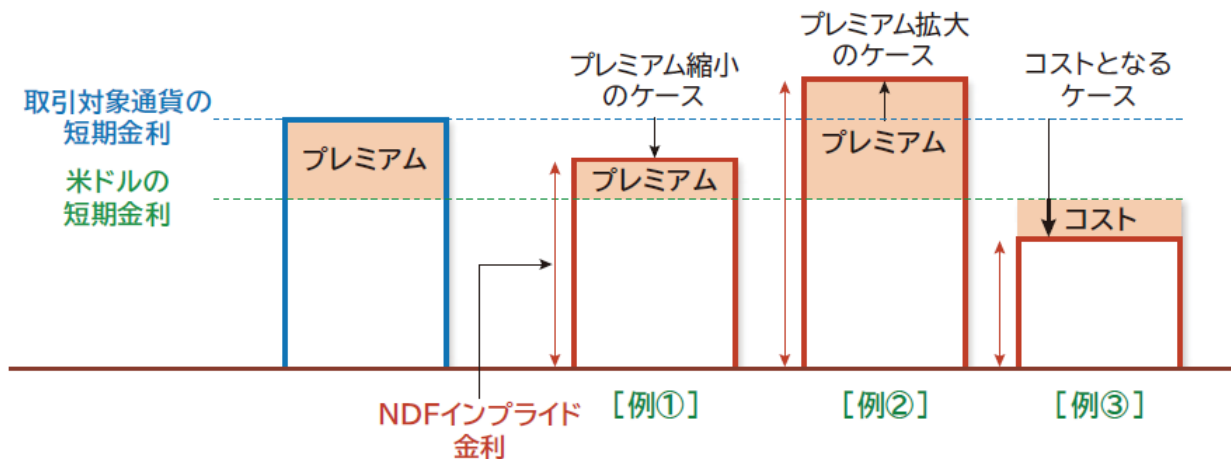 取引対象通貨の
短期金利
米ドルの
短期金利
プレミアム
プレミアム縮小
のケース
プレミアム
プレミアム拡大
のケース
プレミアム
コストとなる
ケース
コスト
NDFインプライド
金利
［例①］
［例②］
［例③］